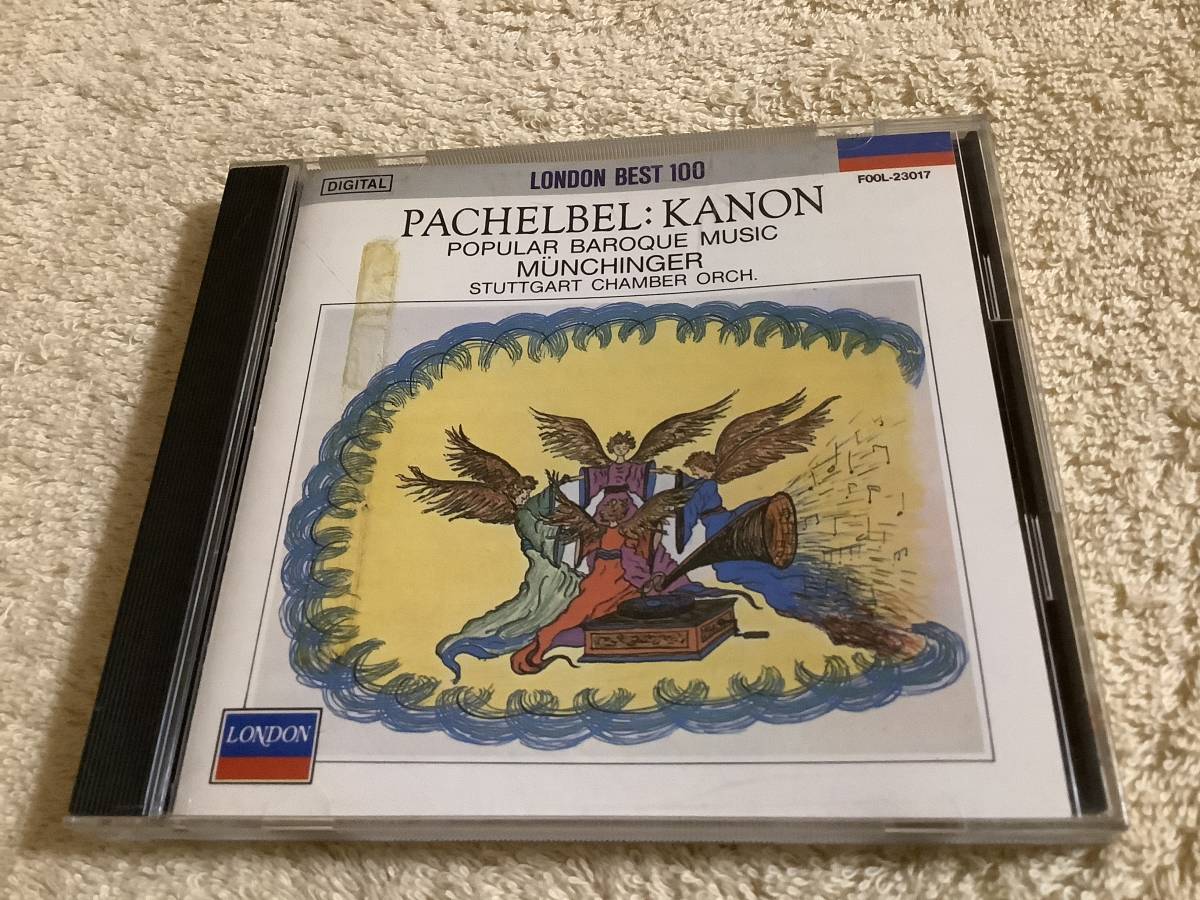 DIGITAL
LONDON BEST 100
F00L-23017
PACHELBEL: KANON
POPULAR BAROQUE MUSIC
MÜNCHINGER
STUTTGART CHAMBER ORCH.
LONDON